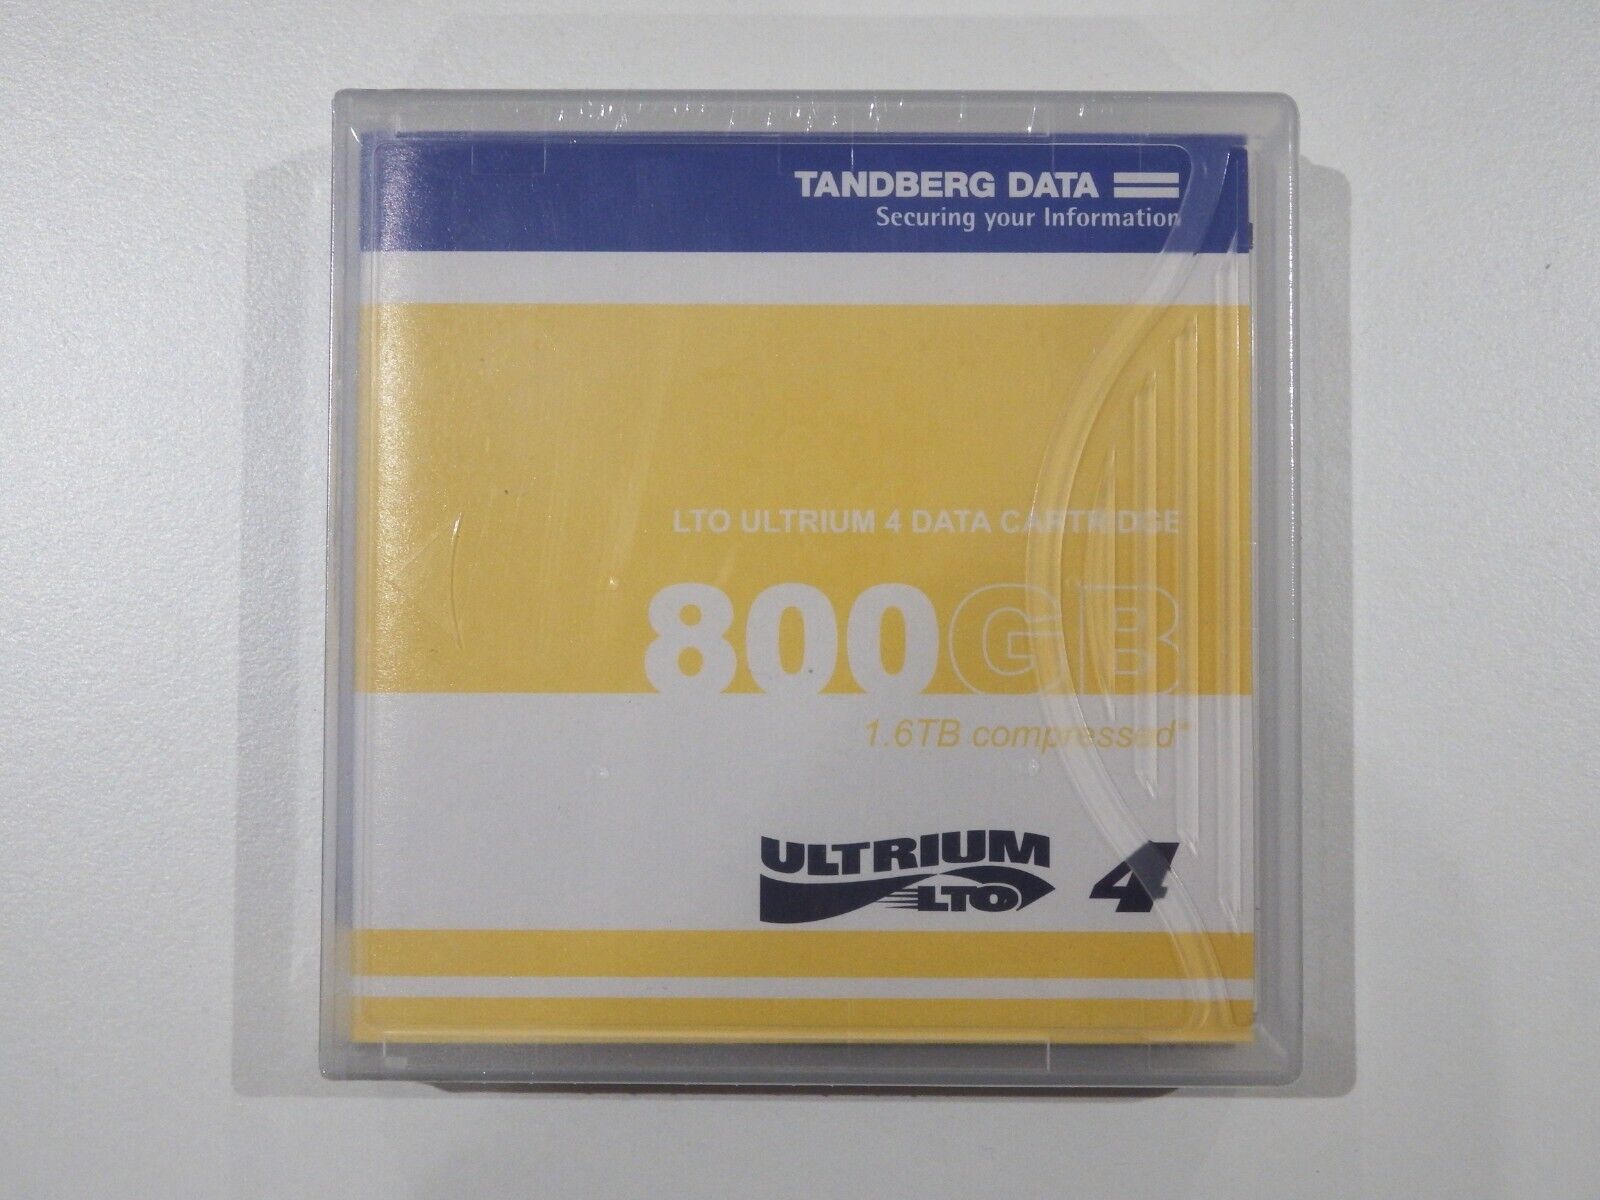 TANDBERG DATA
Securing your Information
LTO ULTRIUM 4 DATA CARTRIDGE
800GB
1.6TB compressed*
ULTRIUM 4
LTO